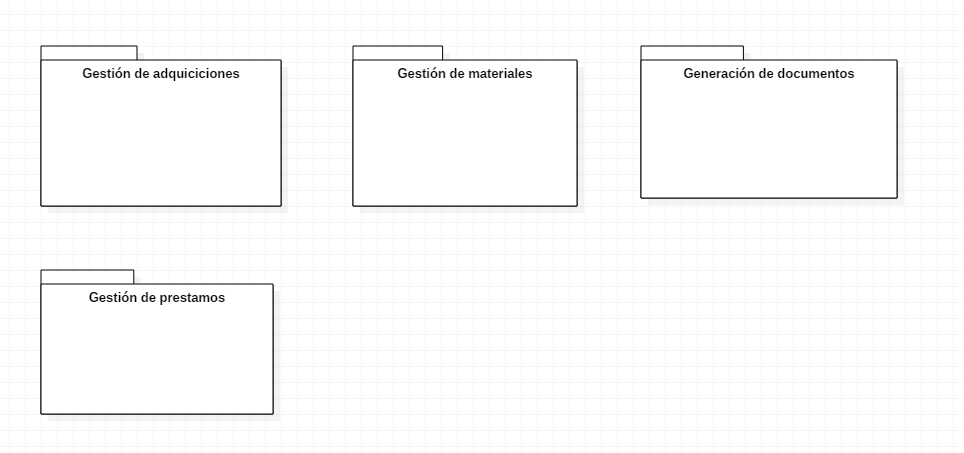 Gestión de adquiciciones
Gestión de materiales
Generación de documentos
Gestión de prestamos